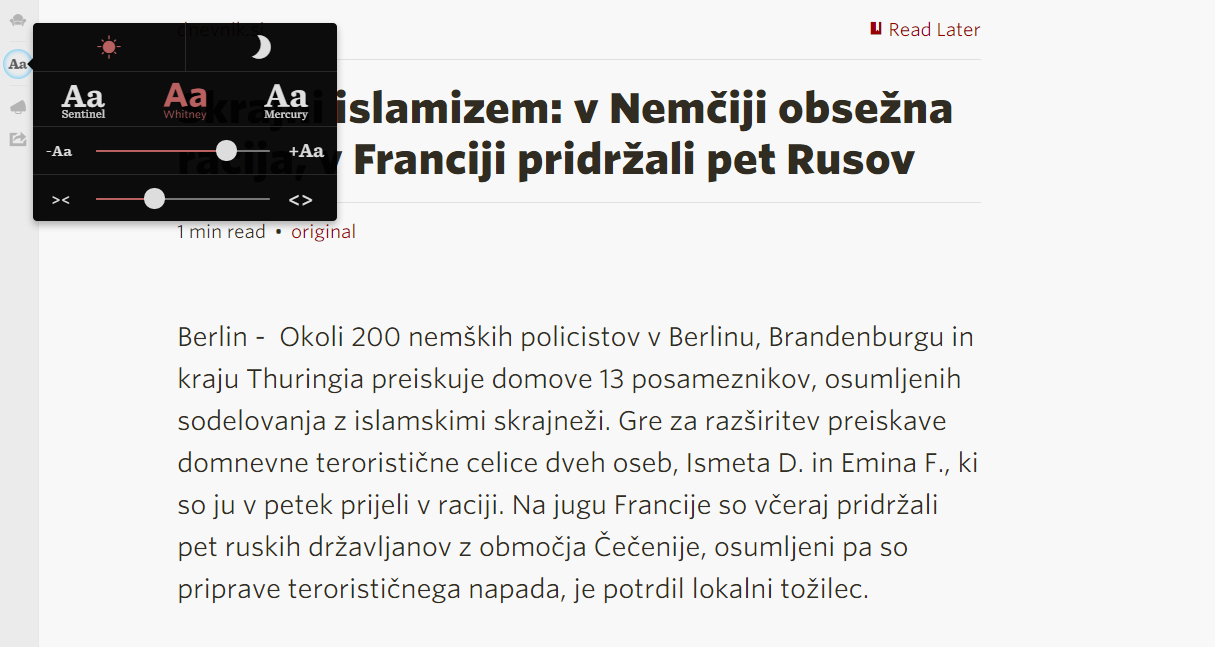 dnevnik.si
Read Later
Aa
Aa Aa Aa
Sentinel Whitney Mercury
-Aa +Aa
>< <>
Skrajni islamizem: v Nemčiji obsežna
racija, v Franciji pridržali pet Rusov
1 min read • original
Berlin - Okoli 200 nemških policistov v Berlinu, Brandenburgu in
kraju Thuringia preiskuje domove 13 posameznikov, osumljenih
sodelovanja z islamskimi skrajneži. Gre za razširitev preiskave
domnevne teroristične celice dveh oseb, Ismeta D. in Emina F., ki
so ju v petek prijeli v raciji. Na jugu Francije so včeraj pridržali
pet ruskih državljanov z območja Čečenije, osumljeni pa so
priprave terorističnega napada, je potrdil lokalni tožilec.